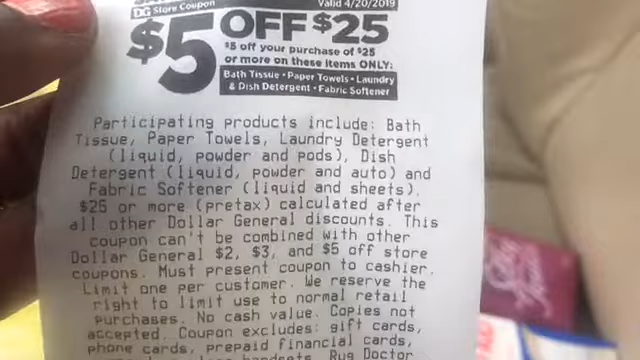 DG Store Coupon Valid 4/20/2019
$5 OFF $25
$5 off your purchase of $25
or more on these items ONLY:
Bath Tissue • Paper Towels • Laundry
& Dish Detergent • Fabric Softener
Participating products include: Bath
Tissue, Paper Towels, Laundry Detergent
(liquid, powder and pods), Dish
Detergent (liquid, powder and auto) and
Fabric Softener (liquid and sheets).
$25 or more (pretax) calculated after
all other Dollar General discounts. This
coupon can't be combined with other
Dollar General $2, $3, and $5 off store
coupons. Must present coupon to cashier.
Limit one per customer. We reserve the
right to limit use to normal retail
purchases. No cash value. Copies not
accepted. Coupon excludes: gift cards,
phone cards, prepaid financial cards,
handsets, Rug Doctor